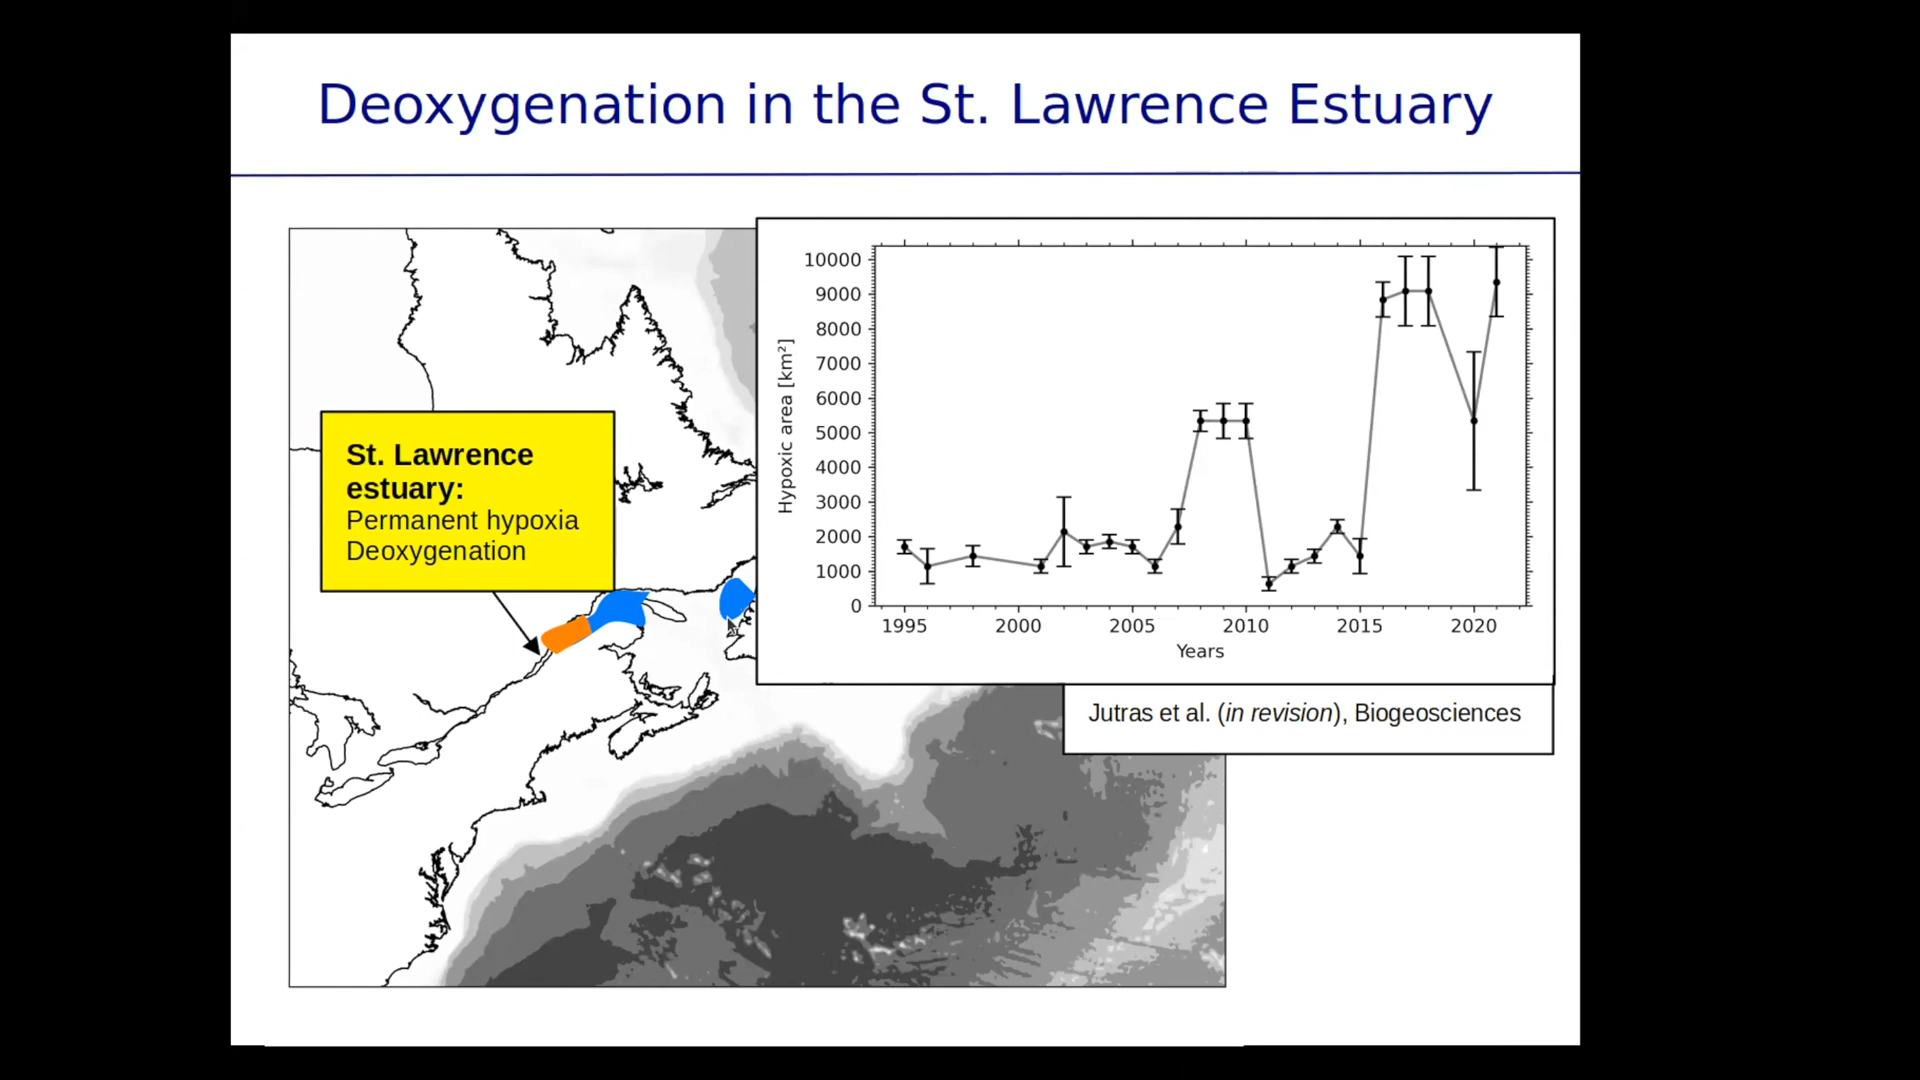 Deoxygenation in the St. Lawrence Estuary
St. Lawrence
estuary:
Permanent hypoxia
Deoxygenation
Hypoxic area [km²]
10000
9000
8000
7000
6000
5000
4000
3000
2000
1000
0
1995 2000 2005 2010 2015 2020
Years
Jutras et al. (in revision), Biogeosciences